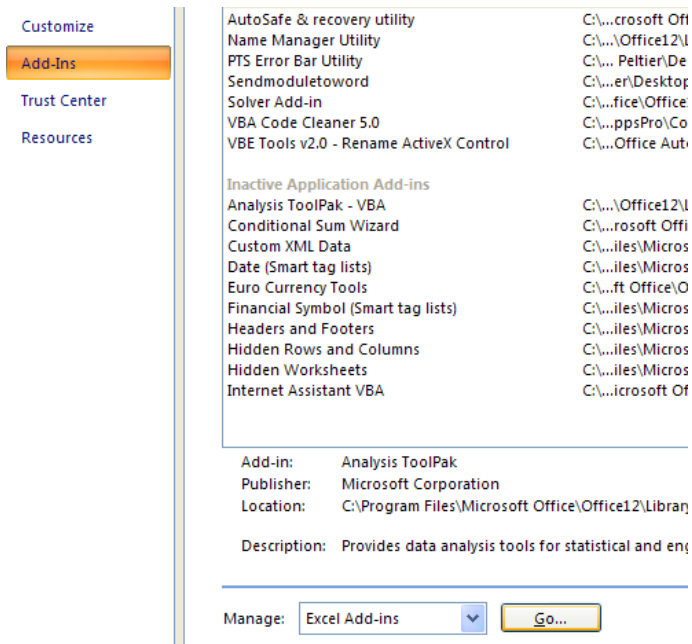 Customize
Add-Ins
Trust Center
Resources
AutoSafe & recovery utility C:\...crosoft Off
Name Manager Utility C:\...\Office12\L
PTS Error Bar Utility C:\... Peltier\De
Sendmoduletoword C:\...er\Desktop
Solver Add-in C:\...fice\Office
VBA Code Cleaner 5.0 C:\...ppsPro\Co
VBE Tools v2.0 - Rename ActiveX Control C:\...Office Aut
Inactive Application Add-ins
Analysis ToolPak - VBA C:\...\Office12\L
Conditional Sum Wizard C:\...rosoft Offi
Custom XML Data C:\...iles\Micros
Date (Smart tag lists) C:\...iles\Micros
Euro Currency Tools C:\...ft Office\O
Financial Symbol (Smart tag lists) C:\...iles\Micros
Headers and Footers C:\...iles\Micros
Hidden Rows and Columns C:\...iles\Micros
Hidden Worksheets C:\...iles\Micros
Internet Assistant VBA C:\...icrosoft Of
Add-in: Analysis ToolPak
Publisher: Microsoft Corporation
Location: C:\Program Files\Microsoft Office\Office12\Library
Description: Provides data analysis tools for statistical and eng
Manage: Excel Add-ins Go...